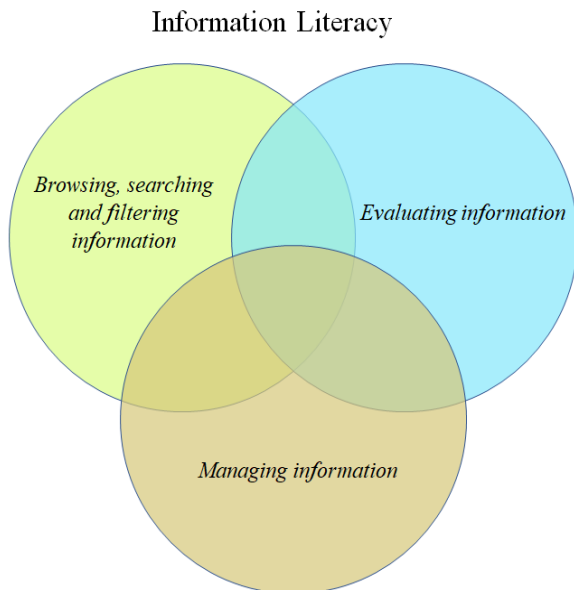 Information Literacy
Browsing, searching
and filtering
information
Evaluating information
Managing information